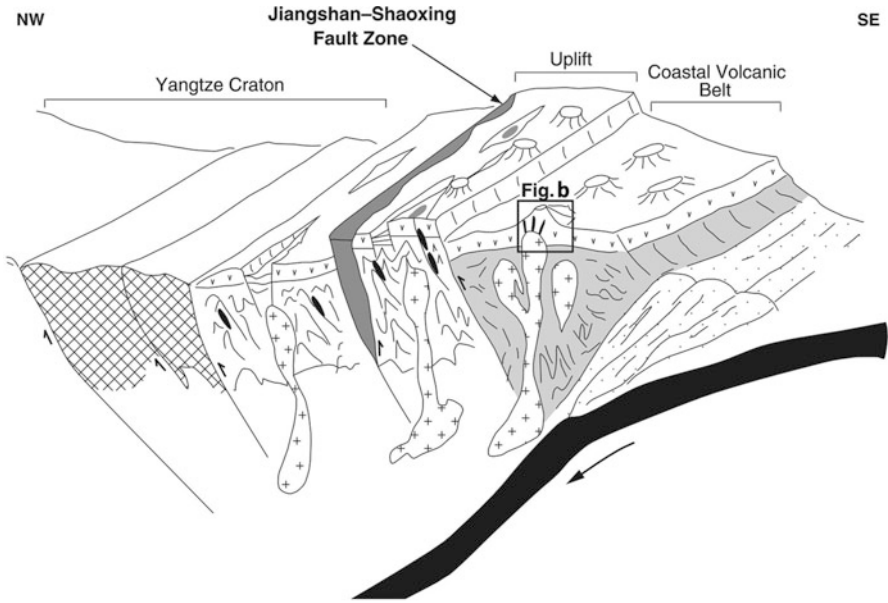 NW
Jiangshan–Shaoxing
Fault Zone
SE
Uplift
Yangtze Craton
Coastal Volcanic
Belt
Fig.b